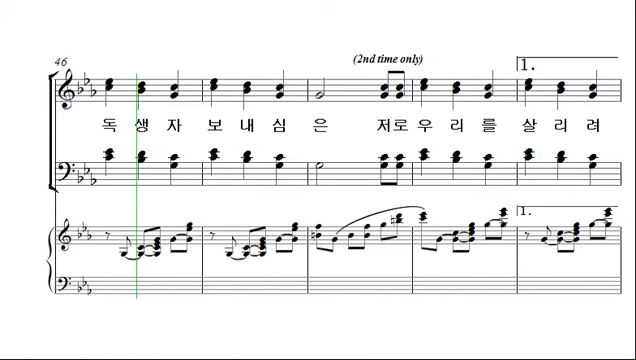 46
(2nd time only)
1.
독 생 자 보 내 심 은 저로 우 리 를 살 리 려
1.